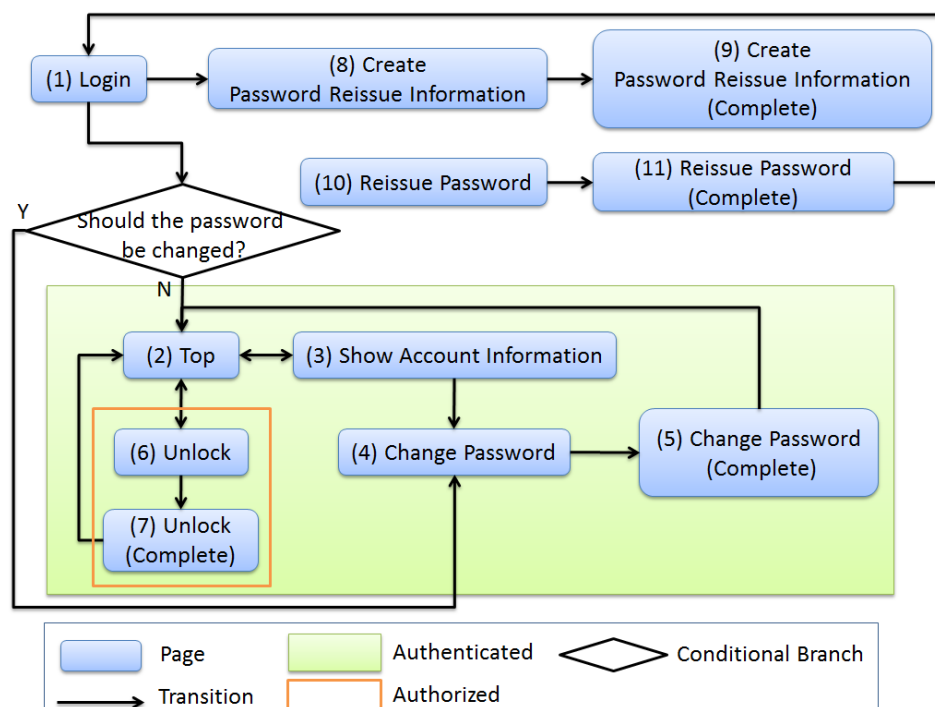 (1) Login
(8) Create
Password Reissue Information
(9) Create
Password Reissue Information
(Complete)
(10) Reissue Password
(11) Reissue Password
(Complete)
Y
Should the password
be changed?
N
(2) Top
(3) Show Account Information
(6) Unlock
(4) Change Password
(5) Change Password
(Complete)
(7) Unlock
(Complete)
Page
Authenticated
Conditional Branch
Transition
Authorized